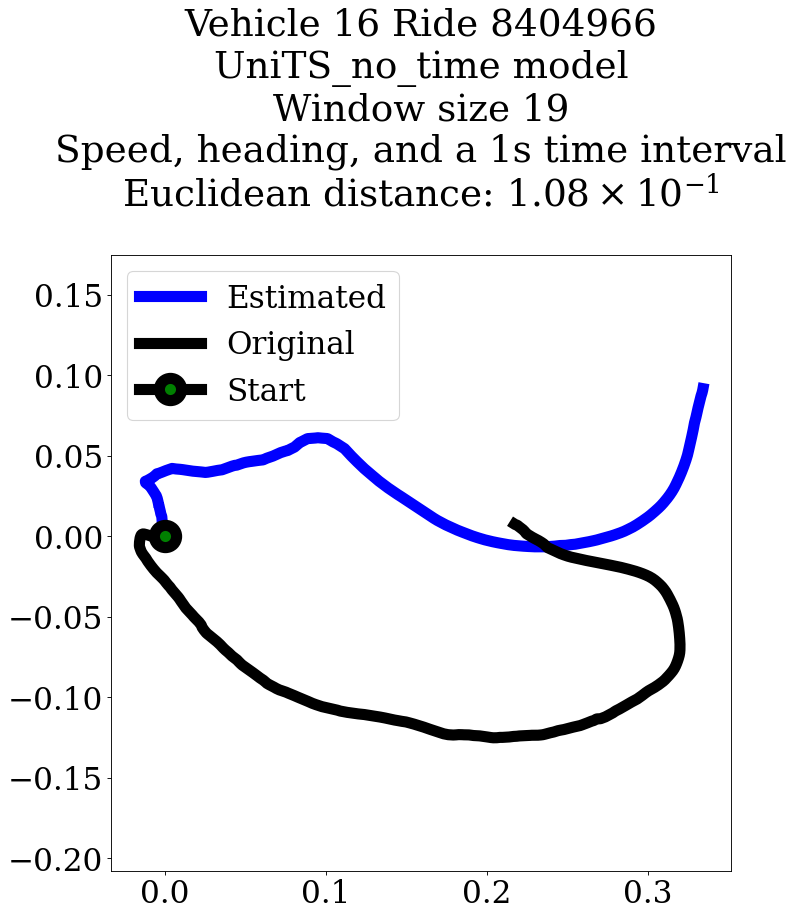 Vehicle 16 Ride 8404966
UniTS_no_time model
Window size 19
Speed, heading, and a 1s time interval
Euclidean distance: 1.08 × 10⁻¹
Estimated
Original
Start
0.15
0.10
0.05
0.00
−0.05
−0.10
−0.15
−0.20
0.0 0.1 0.2 0.3